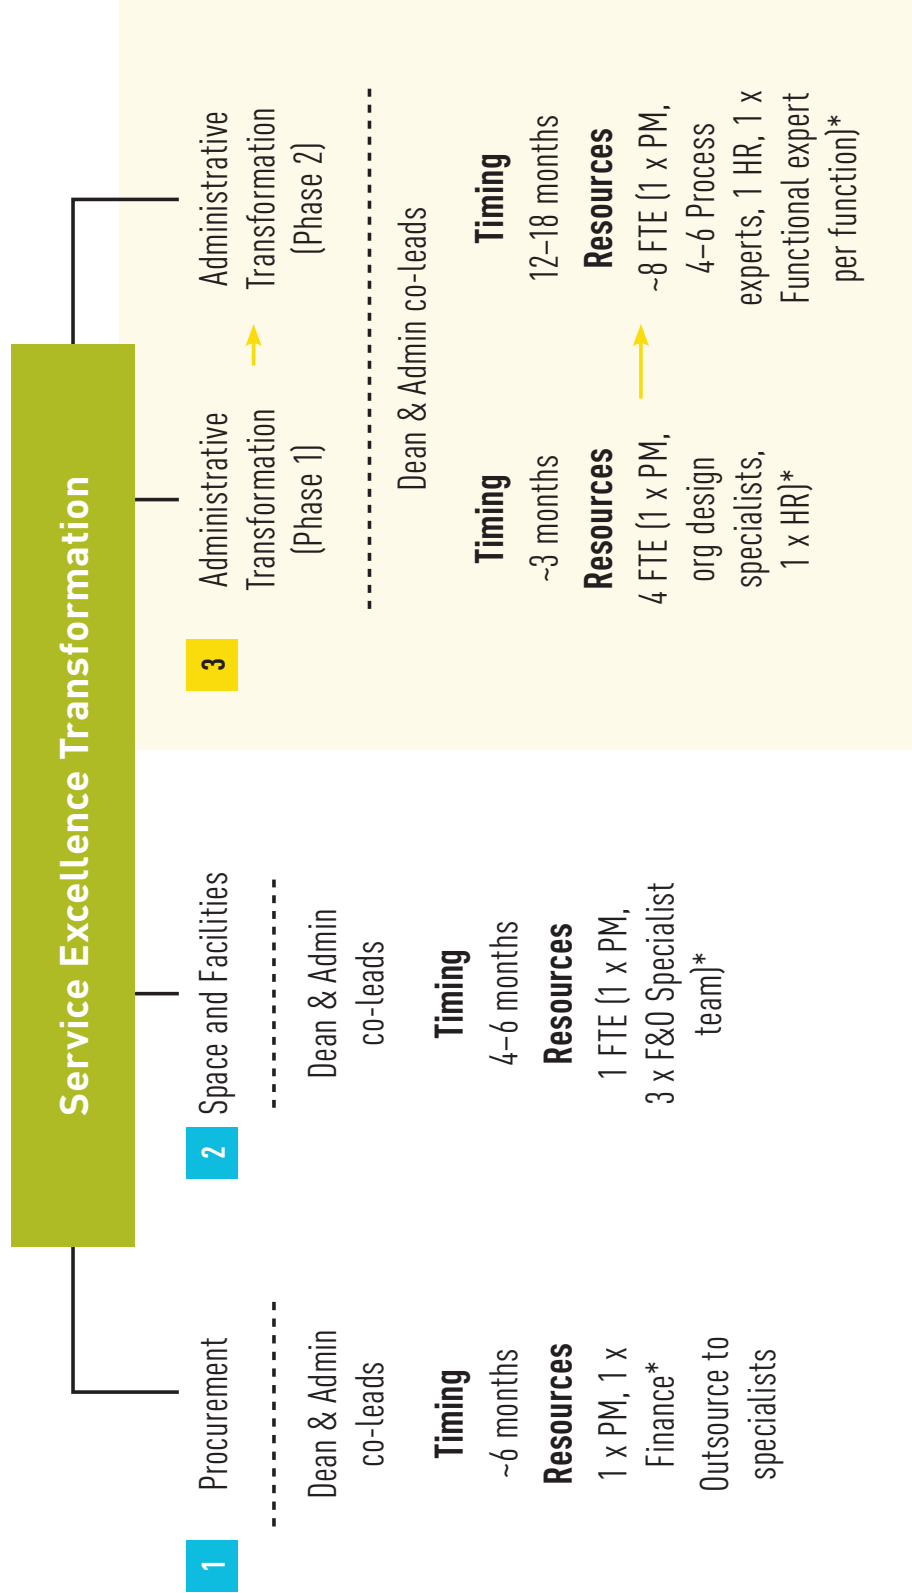 Service Excellence Transformation
1
Procurement
Dean & Admin
co-leads
Timing
~6 months
Resources
1 x PM, 1 x
Finance*
Outsource to
specialists
2
Space and Facilities
Dean & Admin
co-leads
Timing
4–6 months
Resources
1 FTE (1 x PM,
3 x F&O Specialist
team)*
3
Administrative
Transformation
(Phase 1)
Administrative
Transformation
(Phase 2)
Dean & Admin co-leads
Timing
~3 months
Resources
4 FTE (1 x PM,
org design
specialists,
1 x HR)*
Timing
12–18 months
Resources
~8 FTE (1 x PM,
4–6 Process
experts, 1 HR, 1 x
Functional expert
per function)*